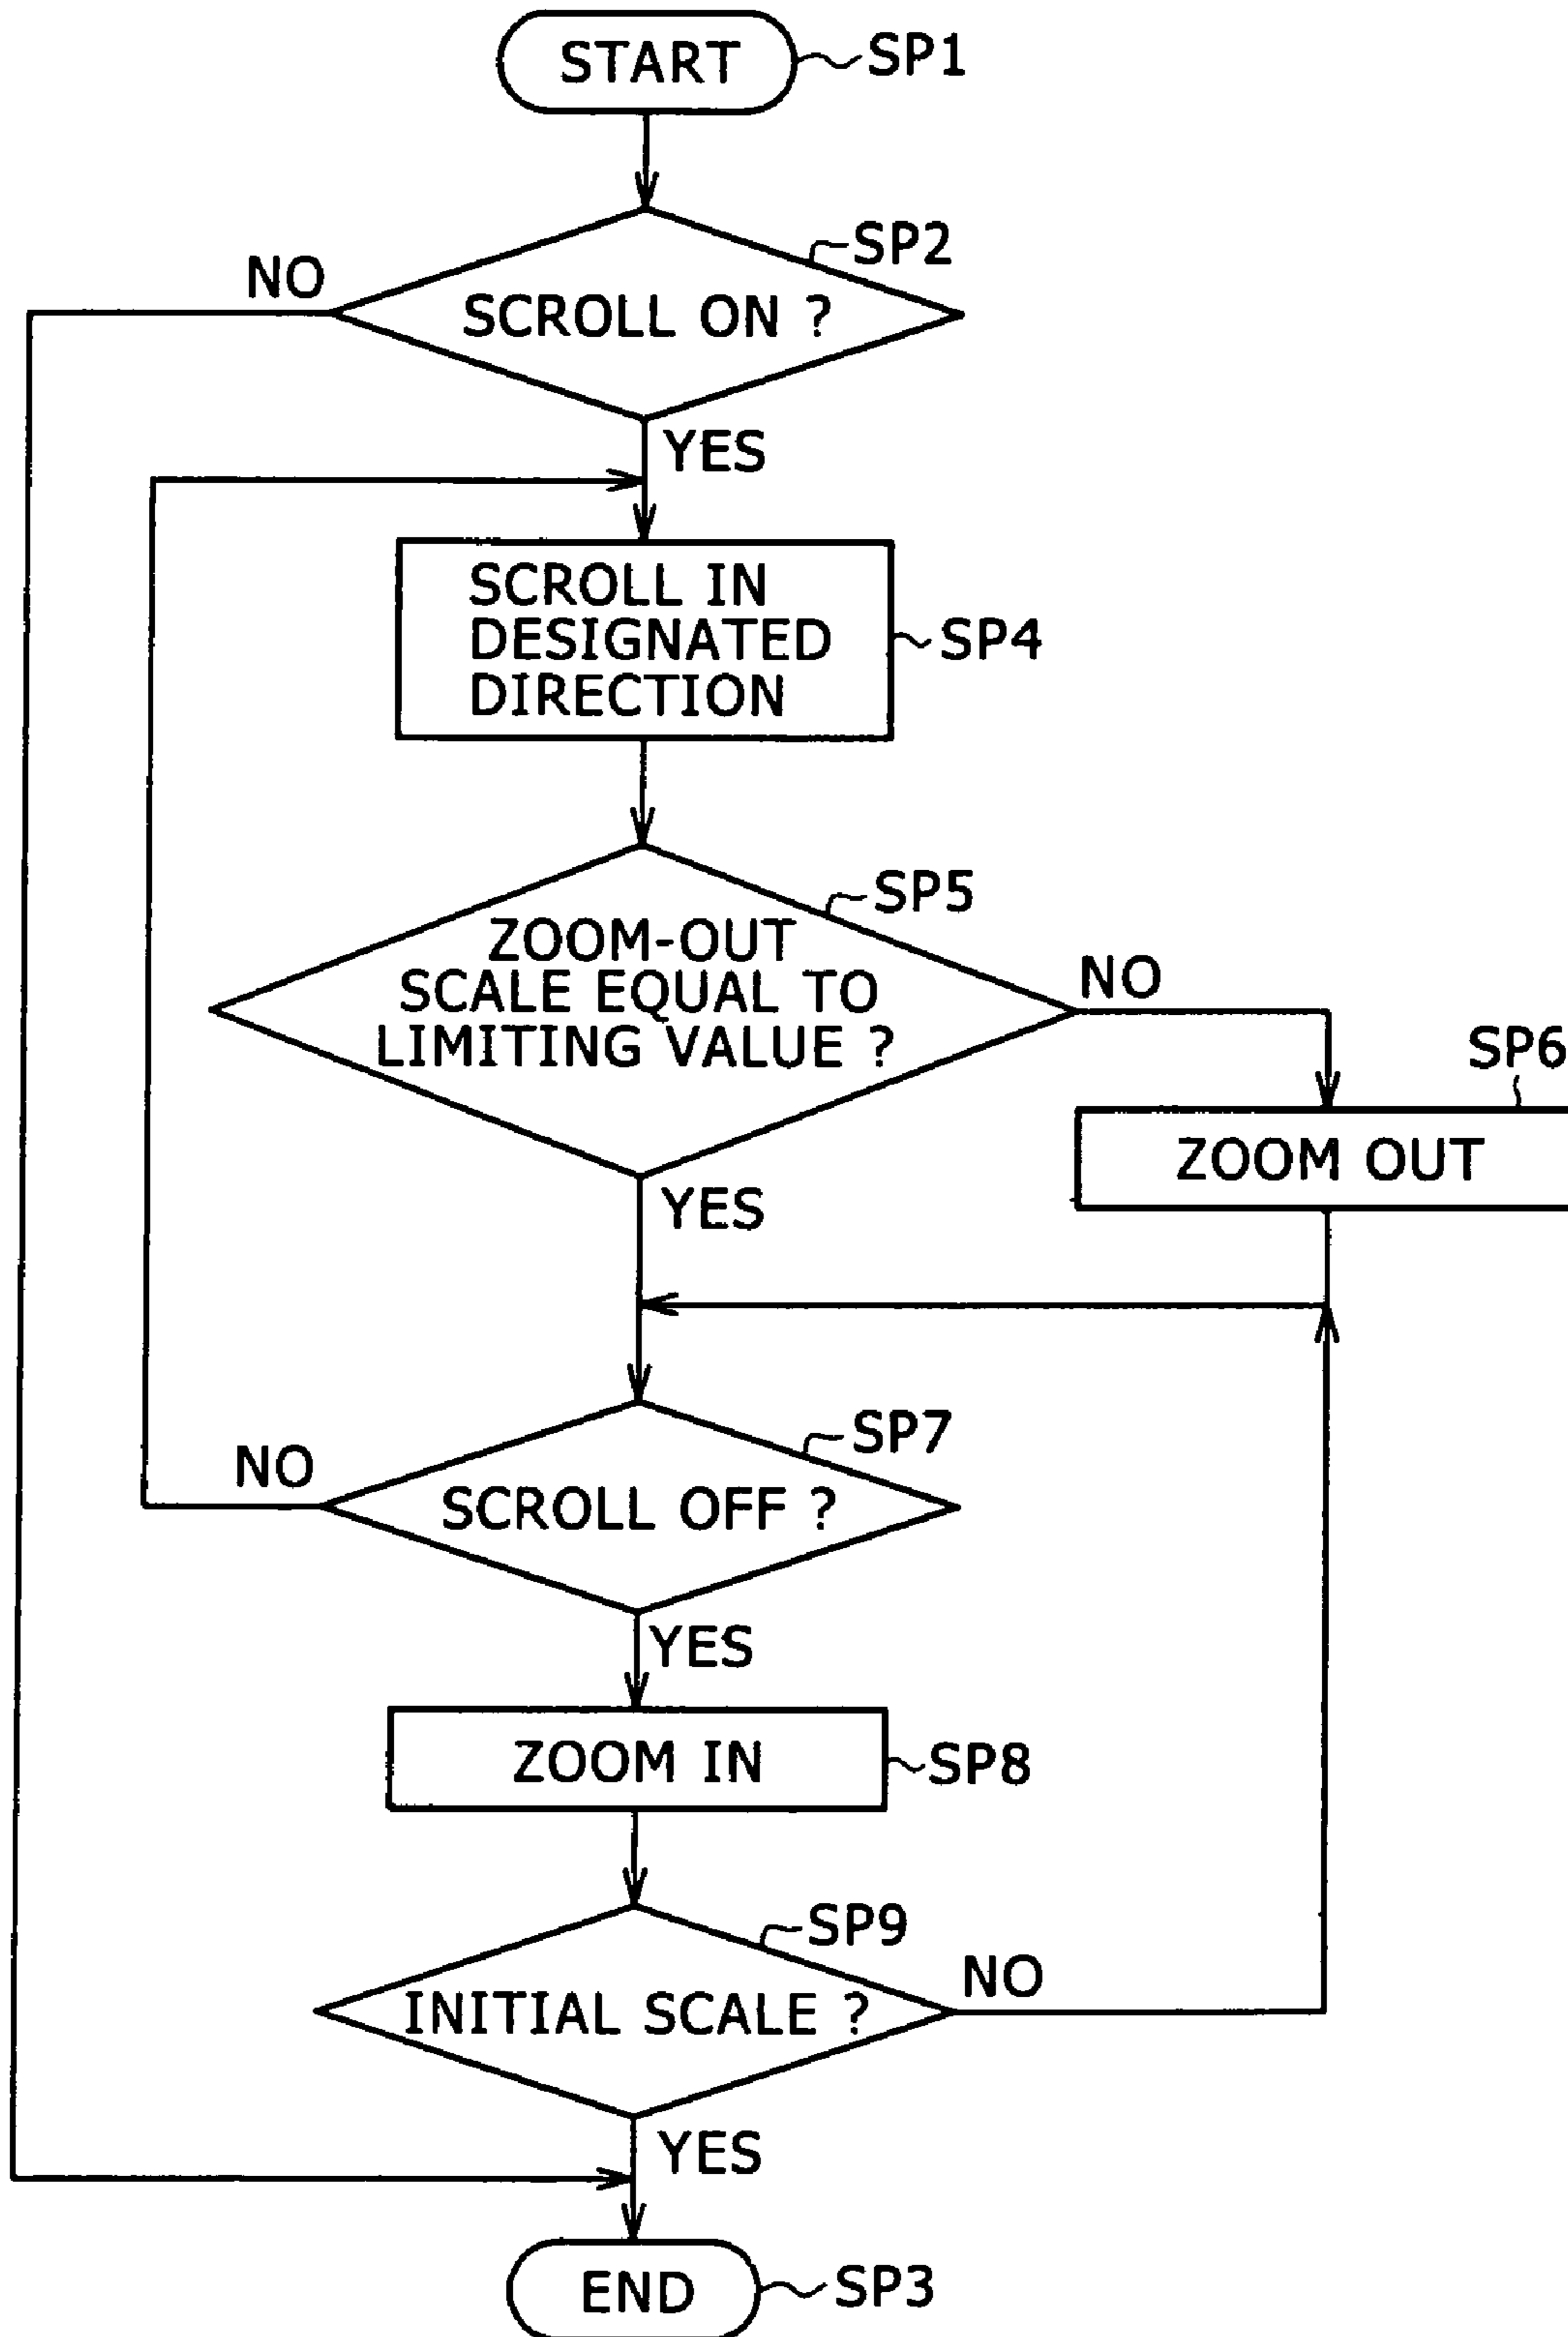 START
SP1
SP2
NO
SCROLL ON ?
YES
SCROLL IN
DESIGNATED
DIRECTION
SP4
SP5
ZOOM-OUT
SCALE EQUAL TO
LIMITING VALUE ?
NO
SP6
ZOOM OUT
YES
SP7
NO
SCROLL OFF ?
YES
ZOOM IN
SP8
SP9
NO
INITIAL SCALE ?
YES
END
SP3